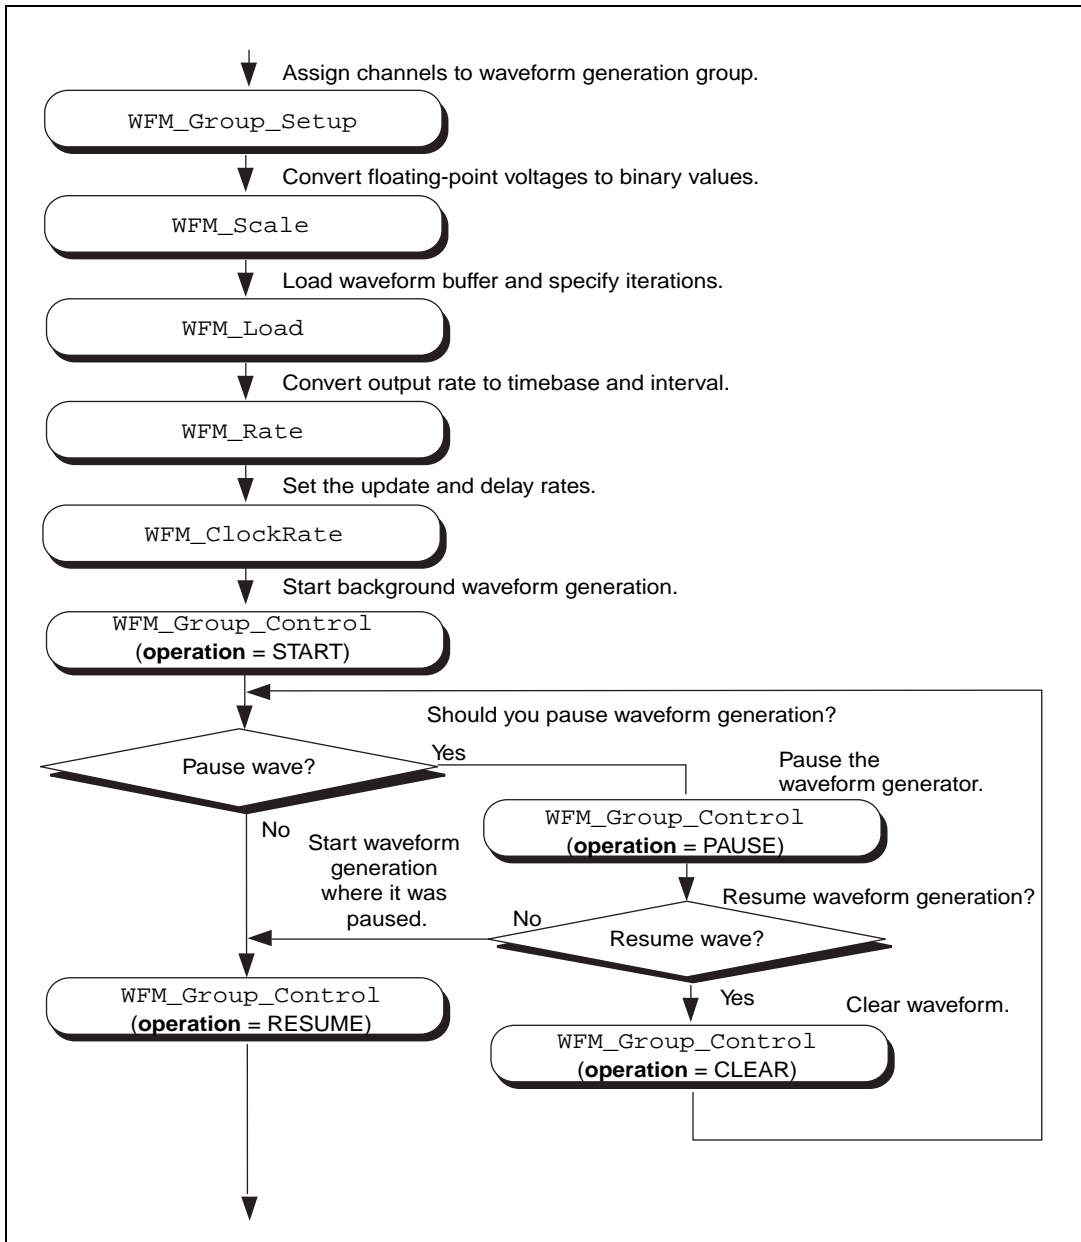 Assign channels to waveform generation group.
WFM_Group_Setup
Convert floating-point voltages to binary values.
WFM_Scale
Load waveform buffer and specify iterations.
WFM_Load
Convert output rate to timebase and interval.
WFM_Rate
Set the update and delay rates.
WFM_ClockRate
Start background waveform generation.
WFM_Group_Control
(operation = START)
Should you pause waveform generation?
Pause wave?
Yes
Pause the
waveform generator.
WFM_Group_Control
(operation = PAUSE)
No
Start waveform
generation
where it was
paused.
Resume waveform generation?
No
Resume wave?
Yes
Clear waveform.
WFM_Group_Control
(operation = RESUME)
WFM_Group_Control
(operation = CLEAR)